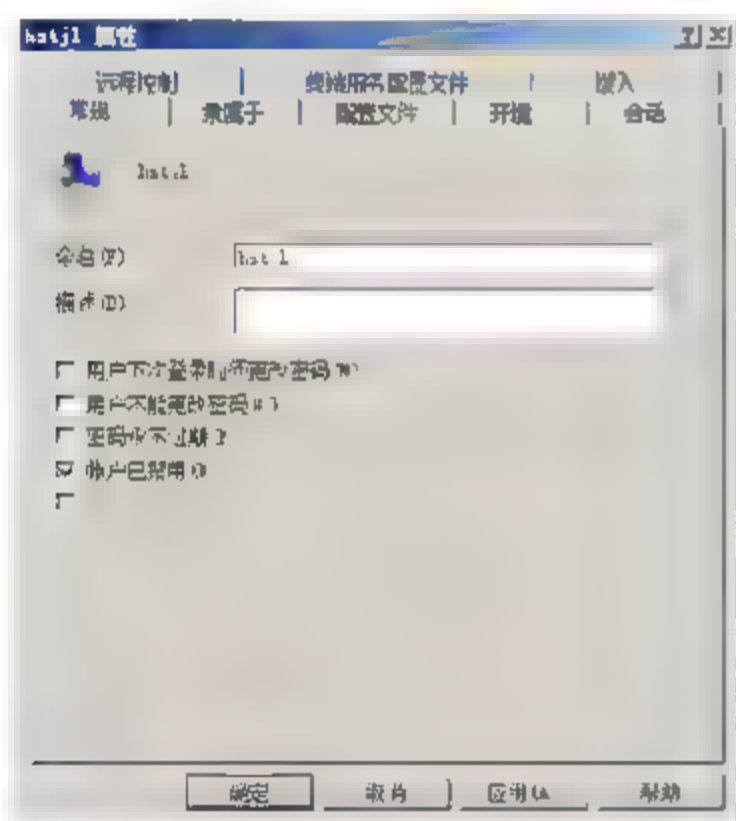 hstjl 属性
远程控制 终端服务配置文件 拨入
常规 隶属于 配置文件 环境 会话
全名(F)
描述(D)
用户下次登录时须更改密码
用户不能更改密码
密码永不过期
帐户已禁用
确定 取消 应用(A 帮助